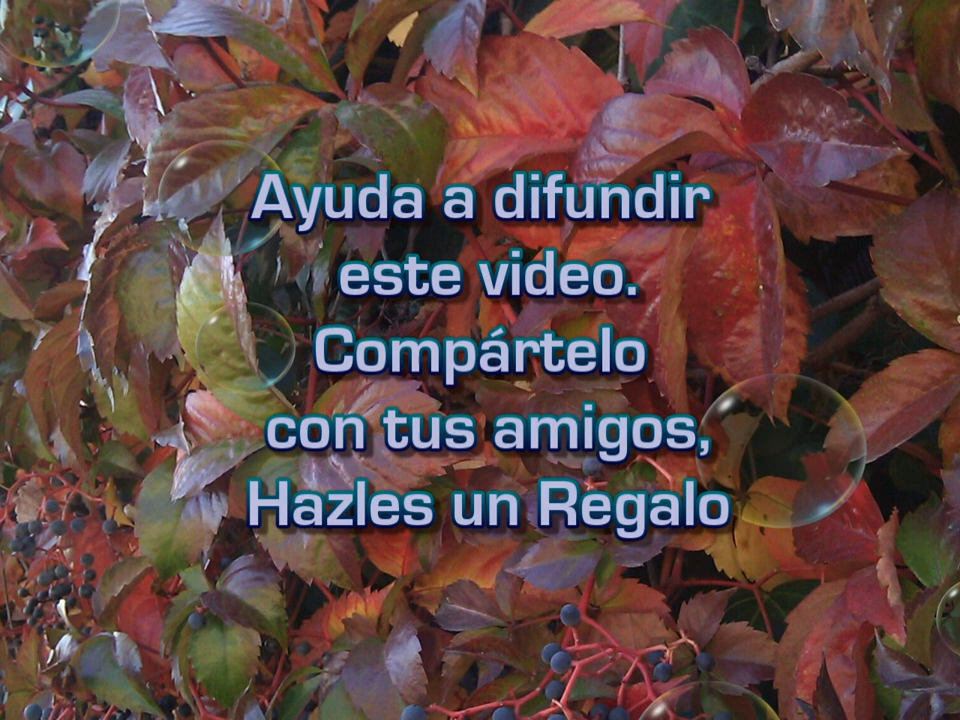 Ayuda a difundir
este video.
Compártelo
con tus amigos,
Hazles un Regalo